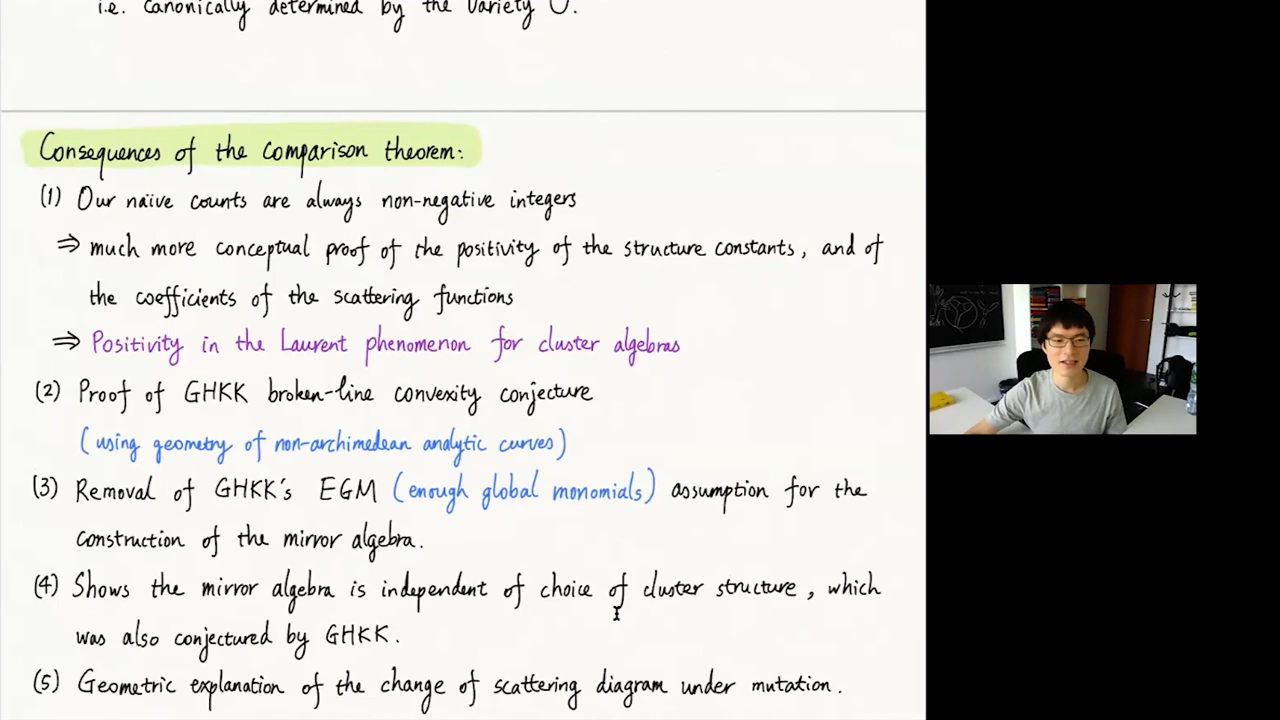 i.e. canonically determined by the variety U.
Consequences of the comparison theorem:
(1) Our naïve counts are always non-negative integers
⇒ much more conceptual proof of the positivity of the structure constants, and of
the coefficients of the scattering functions
⇒ Positivity in the Laurent phenomenon for cluster algebras
(2) Proof of GHKK broken-line convexity conjecture
(using geometry of non-archimedean analytic curves)
(3) Removal of GHKK's EGM (enough global monomials) assumption for the
construction of the mirror algebra.
(4) Shows the mirror algebra is independent of choice of cluster structure, which
was also conjectured by GHKK.
(5) Geometric explanation of the change of scattering diagram under mutation.